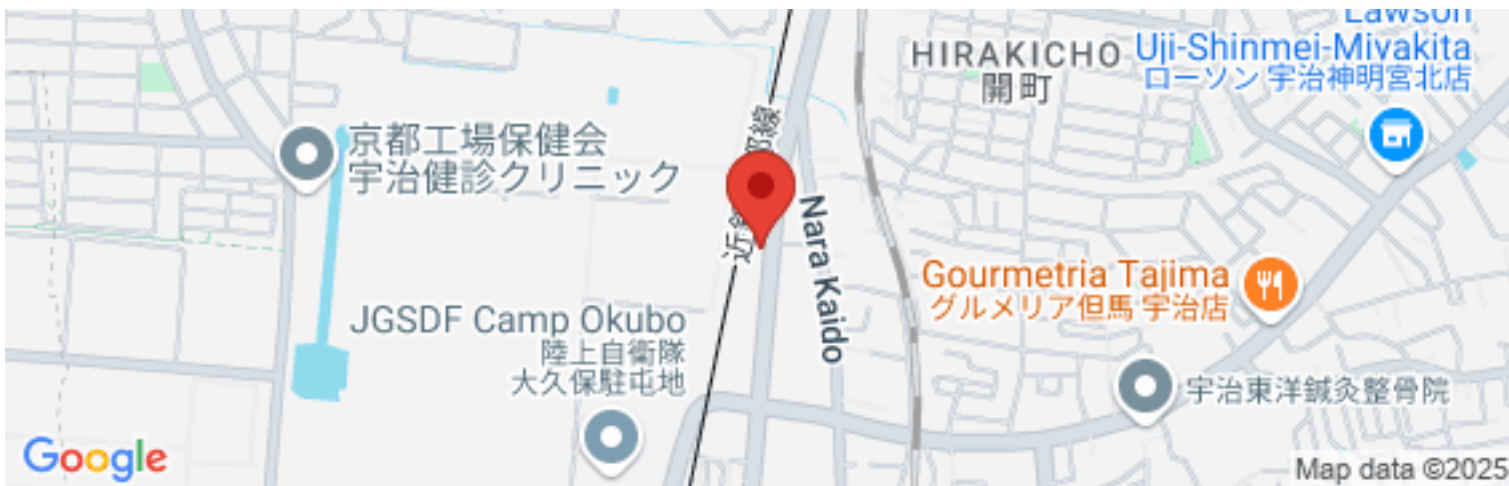 Lawson
Uji-Shinmei-Miyakita
ローソン 宇治神明宮北店
HIRAKICHO
開町
京都工場保健会
宇治健診クリニック
Nara Kaido
Gourmetria Tajima
グルメリア但馬 宇治店
JGSDF Camp Okubo
陸上自衛隊
大久保駐屯地
宇治東洋鍼灸整骨院
Google
Map data ©2025